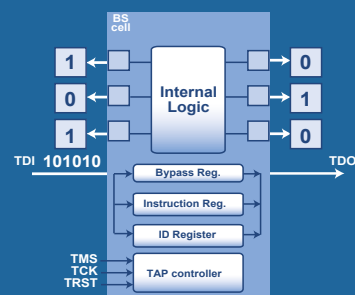 BS
cell
1
0
1
Internal
Logic
0
1
0
TDI 101010
TDO
Bypass Reg.
Instruction Reg.
ID Register
TMS
TCK
TRST
TAP controller